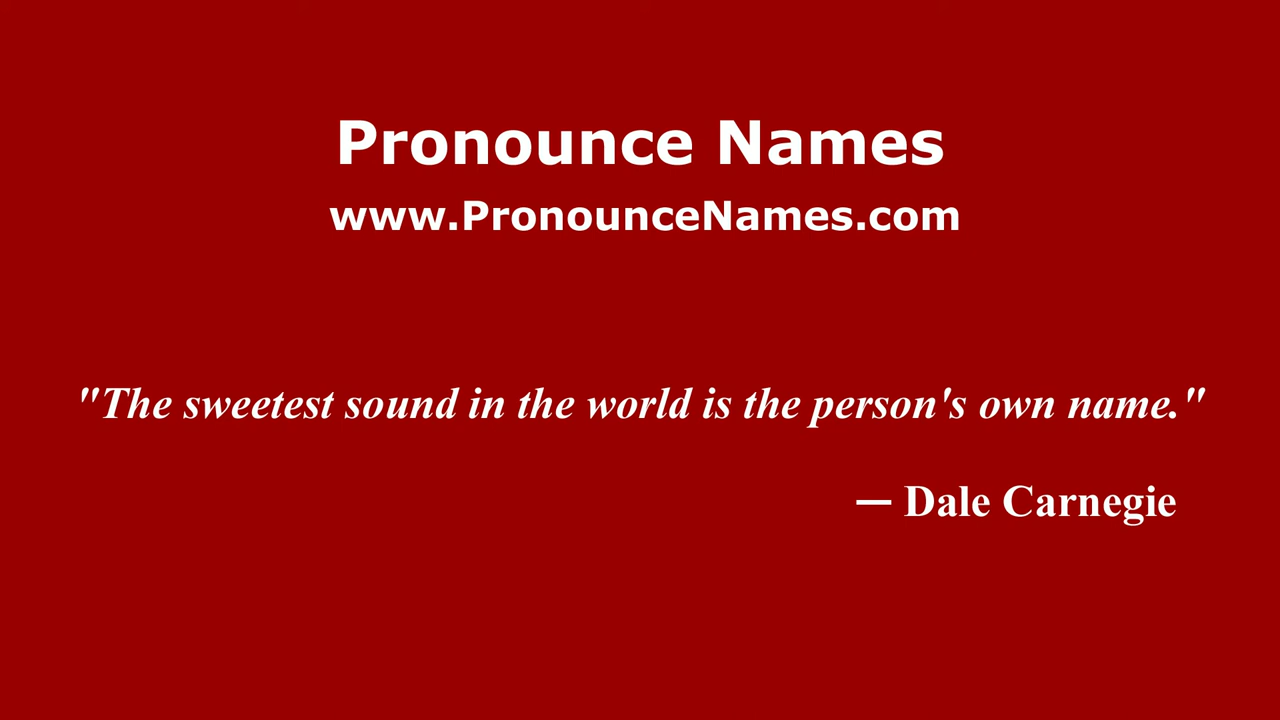 Pronounce Names
www.PronounceNames.com
"The sweetest sound in the world is the person's own name."
— Dale Carnegie